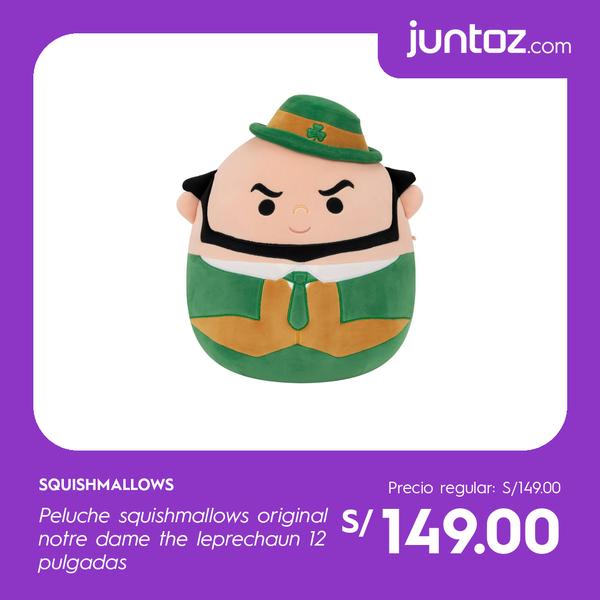 juntoz.com
SQUISHMALLOWS
Peluche squishmallows original
notre dame the leprechaun 12
pulgadas
Precio regular: S/149.00
S/ 149.00